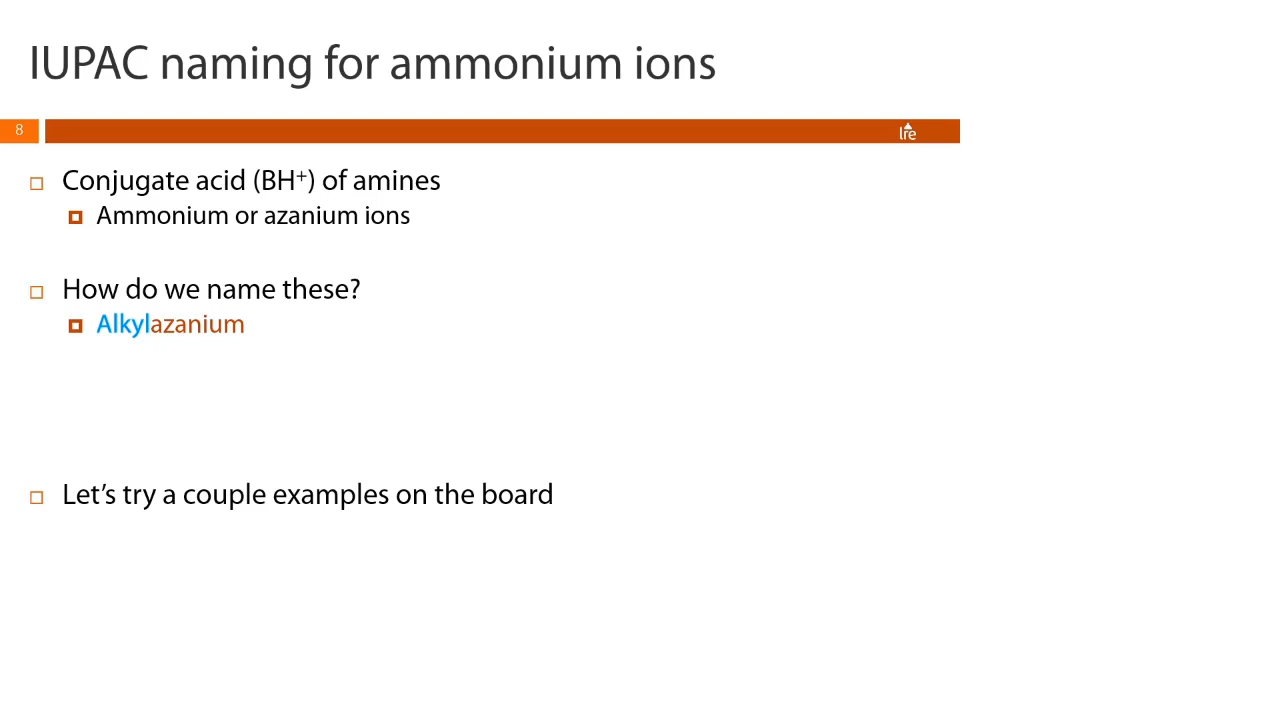 IUPAC naming for ammonium ions
8
lre
Conjugate acid (BH⁺) of amines
Ammonium or azanium ions
How do we name these?
Alkylazanium
Let’s try a couple examples on the board